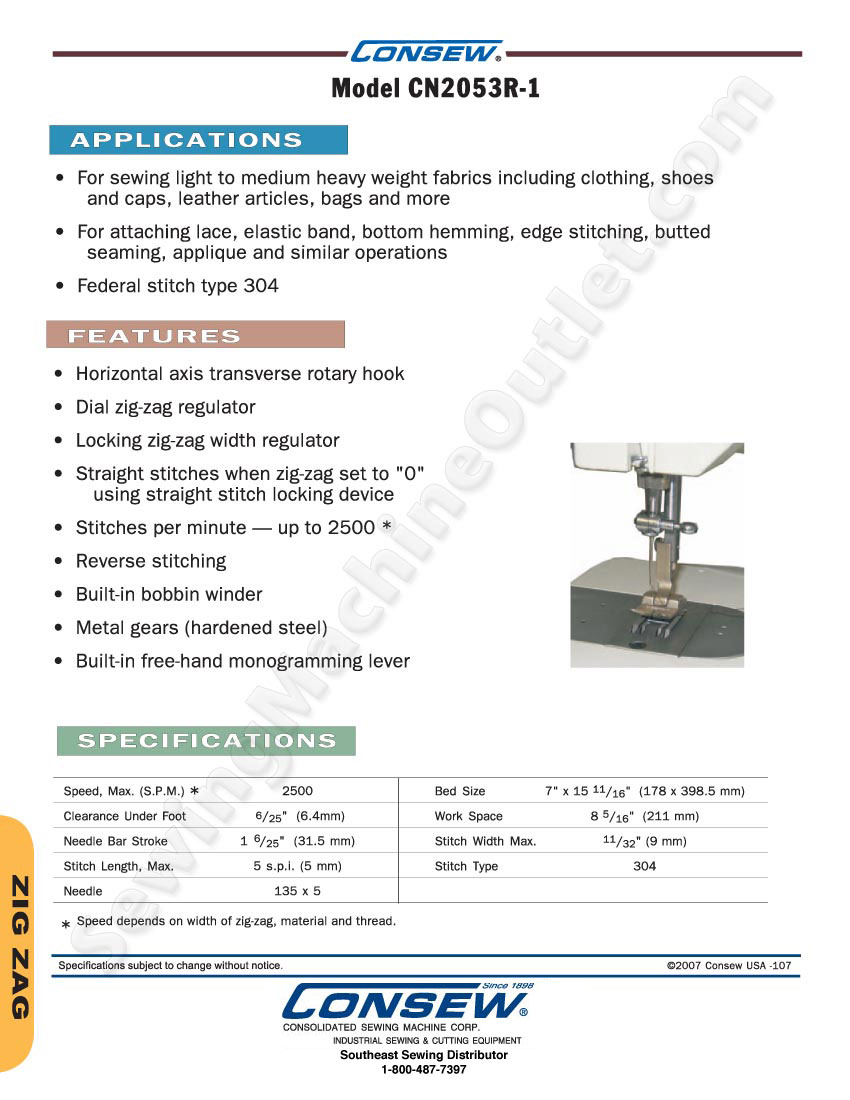 CONSEW®
Model CN2053R-1
APPLICATIONS
• For sewing light to medium heavy weight fabrics including clothing, shoes
and caps, leather articles, bags and more
• For attaching lace, elastic band, bottom hemming, edge stitching, butted
seaming, applique and similar operations
• Federal stitch type 304
FEATURES
• Horizontal axis transverse rotary hook
• Dial zig-zag regulator
• Locking zig-zag width regulator
• Straight stitches when zig-zag set to "0"
using straight stitch locking device
• Stitches per minute — up to 2500 *
• Reverse stitching
• Built-in bobbin winder
• Metal gears (hardened steel)
• Built-in free-hand monogramming lever
SPECIFICATIONS
Speed, Max. (S.P.M.) * 2500 Bed Size 7" x 15 11/16" (178 x 398.5 mm)
Clearance Under Foot 6/25" (6.4mm) Work Space 8 5/16" (211 mm)
Needle Bar Stroke 1 6/25" (31.5 mm) Stitch Width Max. 11/32" (9 mm)
Stitch Length, Max. 5 s.p.i. (5 mm) Stitch Type 304
Needle 135 x 5
* Speed depends on width of zig-zag, material and thread.
Specifications subject to change without notice. ©2007 Consew USA -107
ZIG ZAG
Since 1898
CONSEW®
CONSOLIDATED SEWING MACHINE CORP.
INDUSTRIAL SEWING & CUTTING EQUIPMENT
Southeast Sewing Distributor
1-800-487-7397
SewingMachineOutlet.com